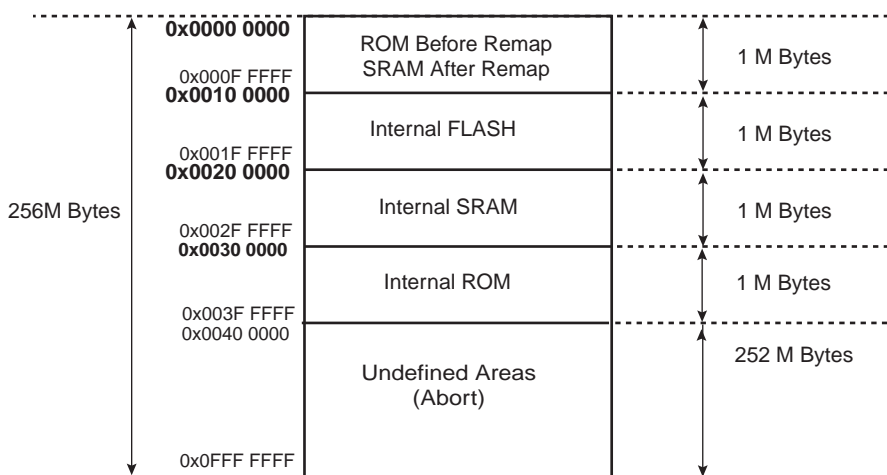 0x0000 0000
ROM Before Remap
SRAM After Remap
1 M Bytes
0x000F FFFF
0x0010 0000
Internal FLASH
1 M Bytes
0x001F FFFF
0x0020 0000
256M Bytes
Internal SRAM
1 M Bytes
0x002F FFFF
0x0030 0000
Internal ROM
1 M Bytes
0x003F FFFF
0x0040 0000
252 M Bytes
Undefined Areas
(Abort)
0x0FFF FFFF